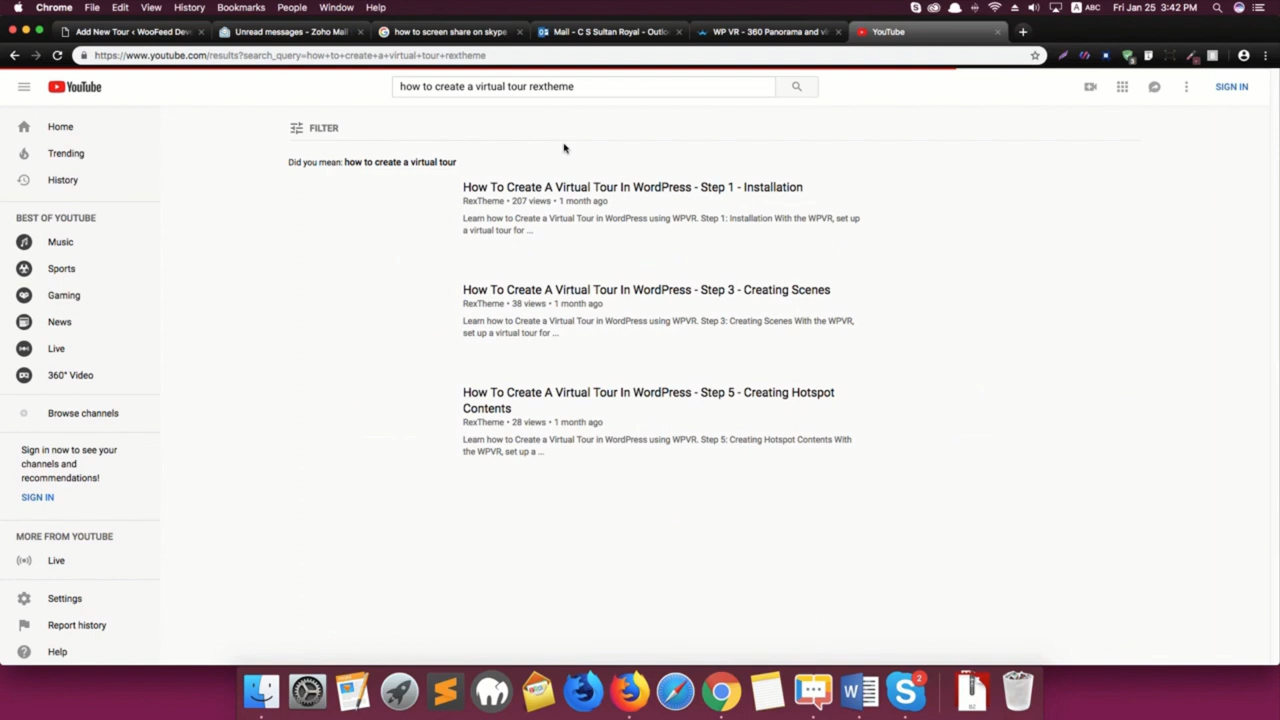 Chrome File Edit View History Bookmarks People Window Help ABC Fri Jan 25 3:42 PM
Add New Tour ‹ WooFeed Dev Unread messages - Zoho Mail how to screen share on skype Mail - C S Sultan Royal - Outlo WP VR - 360 Panorama and vi YouTube
https://www.youtube.com/results?search_query=how+to+create+a+virtual+tour+rextheme
YouTube how to create a virtual tour rextheme SIGN IN
Home
Trending
History
BEST OF YOUTUBE
Music
Sports
Gaming
News
Live
360° Video
Browse channels
Sign in now to see your
channels and
recommendations!
SIGN IN
MORE FROM YOUTUBE
Live
Settings
Report history
Help
FILTER
Did you mean: how to create a virtual tour
How To Create A Virtual Tour In WordPress - Step 1 - Installation
RexTheme • 207 views • 1 month ago
Learn how to Create a Virtual Tour in WordPress using WPVR. Step 1: Installation With the WPVR, set up
a virtual tour for ...
How To Create A Virtual Tour In WordPress - Step 3 - Creating Scenes
RexTheme • 38 views • 1 month ago
Learn how to Create a Virtual Tour in WordPress using WPVR. Step 3: Creating Scenes With the WPVR,
set up a virtual tour for ...
How To Create A Virtual Tour In WordPress - Step 5 - Creating Hotspot
Contents
RexTheme • 28 views • 1 month ago
Learn how to Create a Virtual Tour in WordPress using WPVR. Step 5: Creating Hotspot Contents With
the WPVR, set up a ...
2